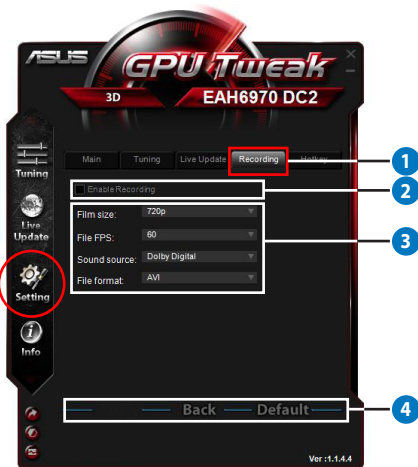 ASUS
GPU Tweak
3D EAH6970 DC2
Main Tuning Live Update Recording Hotkey
1
Enable Recording
2
Film size: 720p
File FPS: 60
3
Sound source: Dolby Digital
File format: AVI
Tuning
Live
Update
Setting
Info
Back Default
4
Ver :1.1.4.4